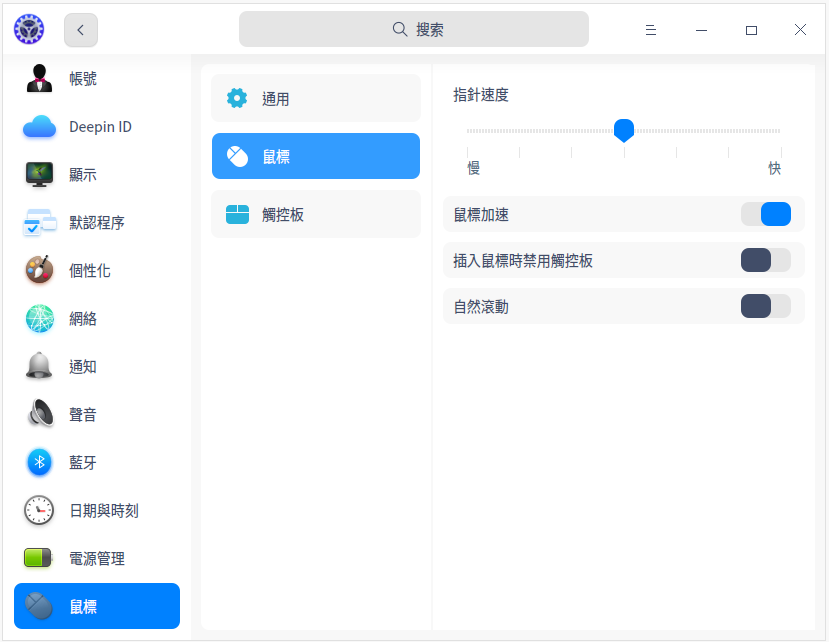 搜索
帳號
Deepin ID
顯示
默認程序
個性化
網絡
通知
聲音
藍牙
日期與時刻
電源管理
鼠標
通用
鼠標
觸控板
指針速度
慢 快
鼠標加速
插入鼠標時禁用觸控板
自然滾動